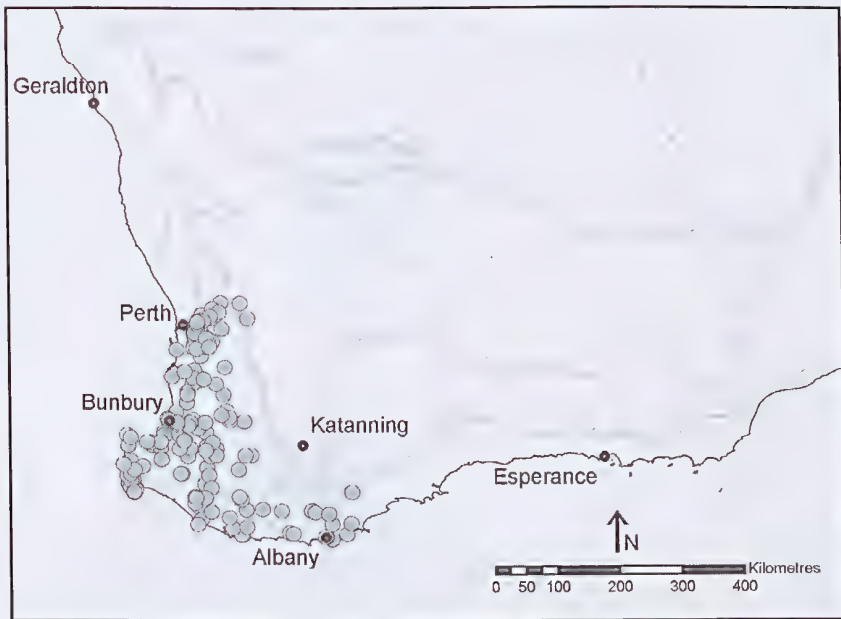 Geraldton
Perth
Bunbury
Katanning
Esperance
Albany
N
Kilometres
0 50 100 200 300 400